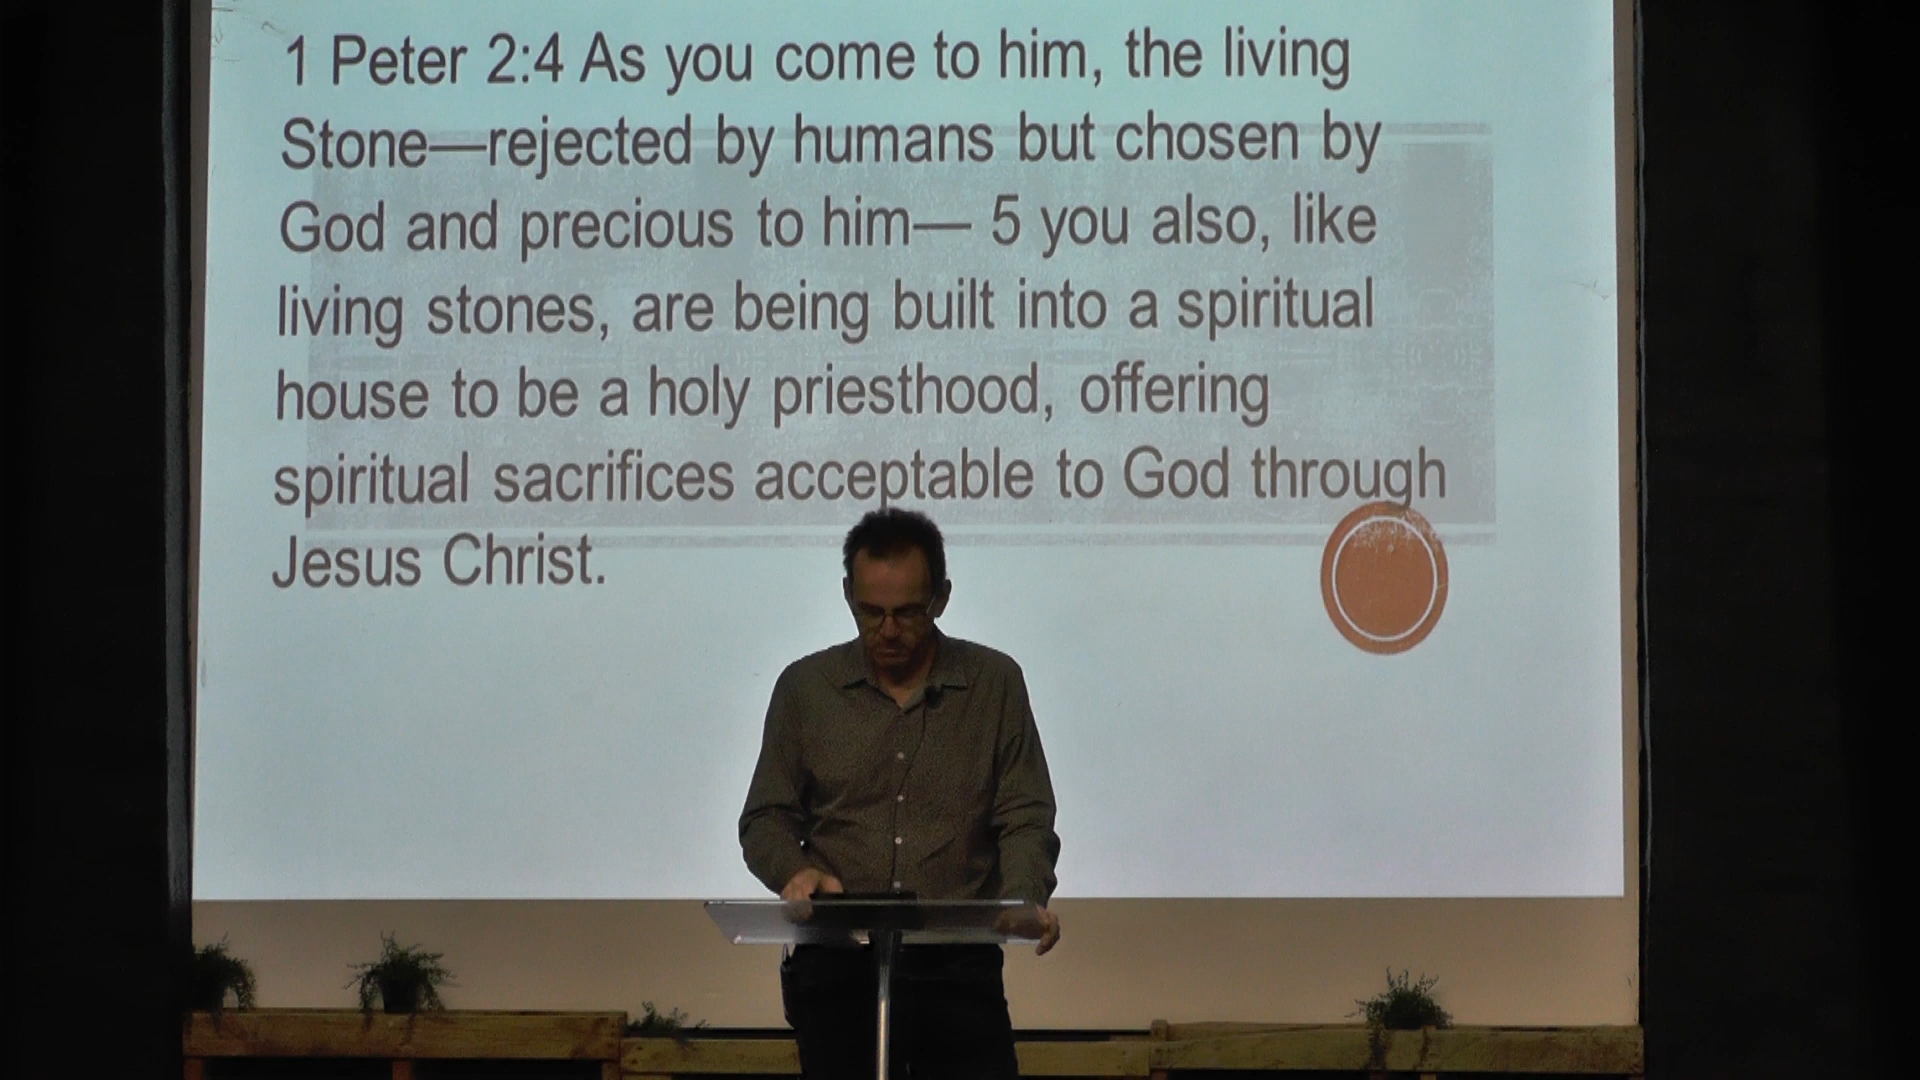 1 Peter 2:4 As you come to him, the living
Stone—rejected by humans but chosen by
God and precious to him— 5 you also, like
living stones, are being built into a spiritual
house to be a holy priesthood, offering
spiritual sacrifices acceptable to God through
Jesus Christ.